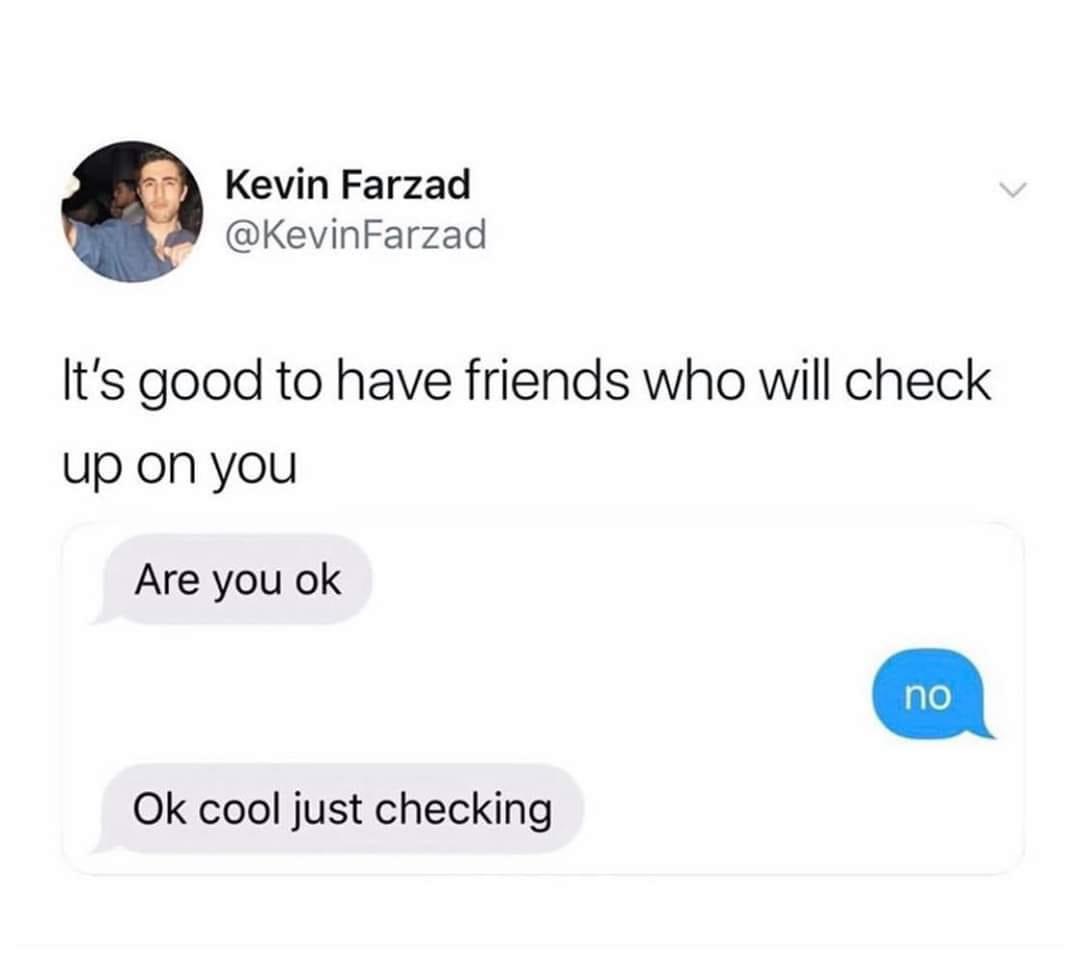 Kevin Farzad
@KevinFarzad
It's good to have friends who will check
up on you
Are you ok
no
Ok cool just checking